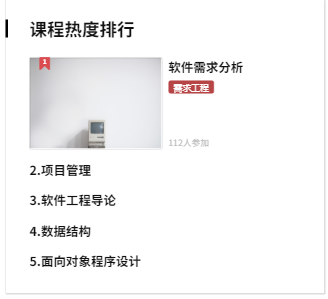 课程热度排行
1
软件需求分析
需求工程
112人参加
2.项目管理
3.软件工程导论
4.数据结构
5.面向对象程序设计